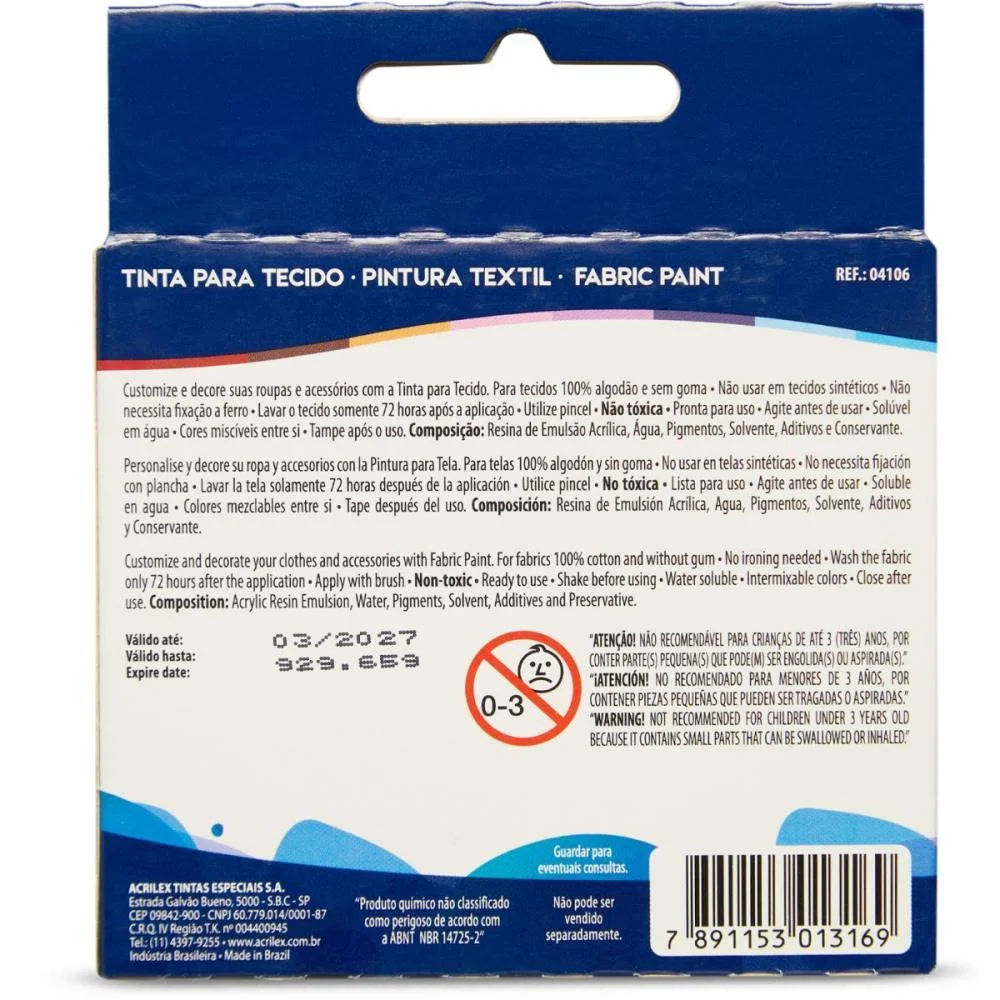 TINTA PARA TECIDO · PINTURA TEXTIL · FABRIC PAINT
REF.: 04106
Customize e decore suas roupas e acessórios com a Tinta para Tecido. Para tecidos 100% algodão e sem goma • Não usar em tecidos sintéticos • Não
necessita fixação a ferro • Lavar o tecido somente 72 horas após a aplicação • Utilize pincel • Não tóxica • Pronta para uso • Agite antes de usar • Solúvel
em água • Cores miscíveis entre si • Tampe após o uso. Composição: Resina de Emulsão Acrílica, Água, Pigmentos, Solvente, Aditivos e Conservante.
Personalise y decore su ropa y accesorios con la Pintura para Tela. Para telas 100% algodón y sin goma • No usar en telas sintéticas • No necessita fijación
con plancha • Lavar la tela solamente 72 horas después de la aplicación • Utilice pincel • No tóxica • Lista para uso • Agite antes de usar • Soluble
en agua • Colores mezclables entre si • Tape después del uso. Composición: Resina de Emulsión Acrílica, Agua, Pigmentos, Solvente, Aditivos
y Conservante.
Customize and decorate your clothes and accessories with Fabric Paint. For fabrics 100% cotton and without gum • No ironing needed • Wash the fabric
only 72 hours after the application • Apply with brush • Non-toxic • Ready to use • Shake before using • Water soluble • Intermixable colors • Close after
use. Composition: Acrylic Resin Emulsion, Water, Pigments, Solvent, Additives and Preservative.
Válido até:
Válido hasta:
Expire date:
03/2027
929.659
0-3
"ATENÇÃO! NÃO RECOMENDÁVEL PARA CRIANÇAS DE ATÉ 3 (TRÊS) ANOS, POR
CONTER PARTE(S) PEQUENA(S) QUE PODE(M) SER ENGOLIDA(S) OU ASPIRADA(S)."
"¡ATENCIÓN! NO RECOMENDADO PARA MENORES DE 3 AÑOS, POR
CONTENER PIEZAS PEQUEÑAS QUE PUEDEN SER TRAGADAS O ASPIRADAS."
"WARNING! NOT RECOMMENDED FOR CHILDREN UNDER 3 YEARS OLD
BECAUSE IT CONTAINS SMALL PARTS THAT CAN BE SWALLOWED OR INHALED."
Guardar para
eventuais consultas.
ACRILEX TINTAS ESPECIAIS S.A.
Estrada Galvão Bueno, 5000 - S.B.C - SP
CEP 09842-900 - CNPJ 60.779.014/0001-87
C.R.Q. IV Região T.K. nº 004400945
Tel.: (11) 4397-9255 • www.acrilex.com.br
Indústria Brasileira • Made in Brazil
"Produto químico não classificado
como perigoso de acordo com
a ABNT NBR 14725-2"
Não pode ser
vendido
separadamente.
7 891153 013169